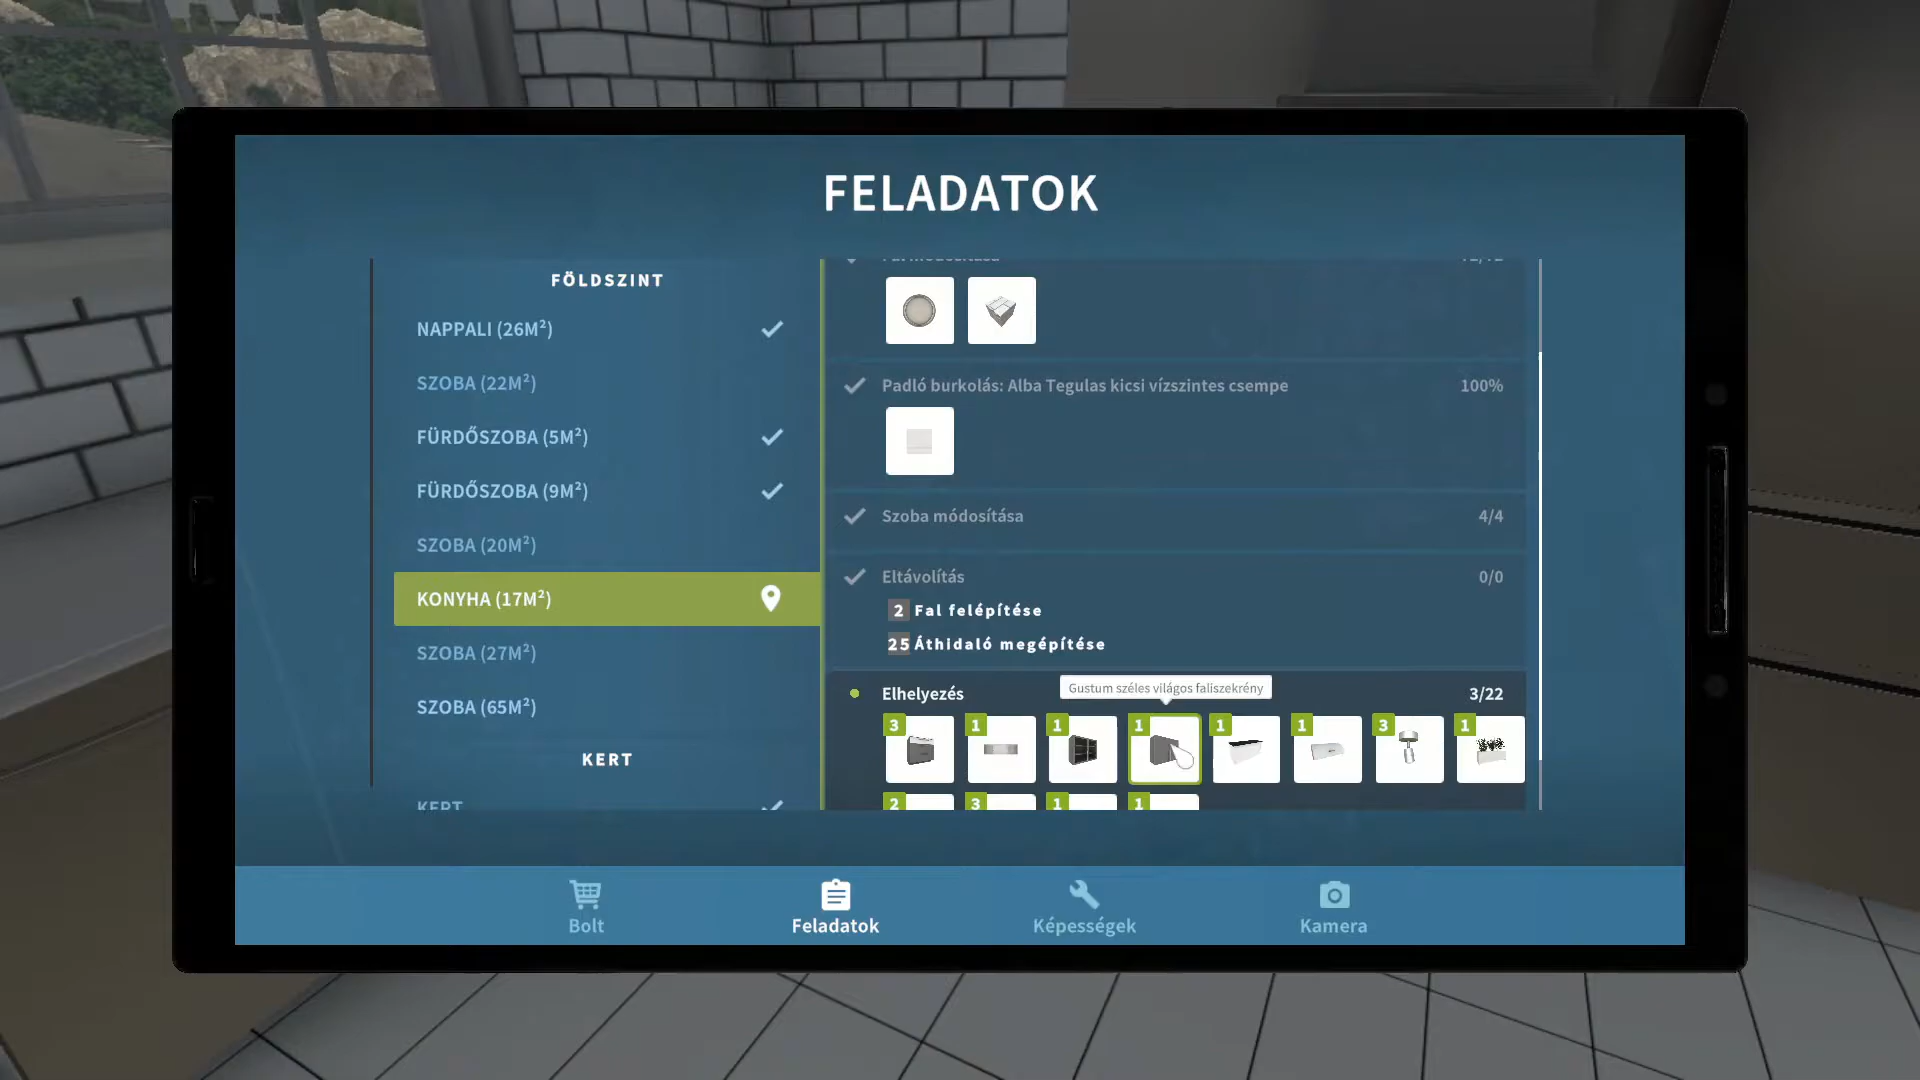 FELADATOK
FÖLDSZINT
NAPPALI (26M²)
SZOBA (22M²)
FÜRDŐSZOBA (5M²)
FÜRDŐSZOBA (9M²)
SZOBA (20M²)
KONYHA (17M²)
SZOBA (27M²)
SZOBA (65M²)
KERT
KERT
Padló burkolás: Alba Tegulas kicsi vízszintes csempe 100%
Szoba módosítása 4/4
Eltávolítás 0/0
2 Fal felépítése
25 Áthidaló megépítése
Gustum széles világos faliszekrény
Elhelyezés 3/22
3 1 1 1 1 1 3 1
2 3 1 1
Bolt
Feladatok
Képességek
Kamera